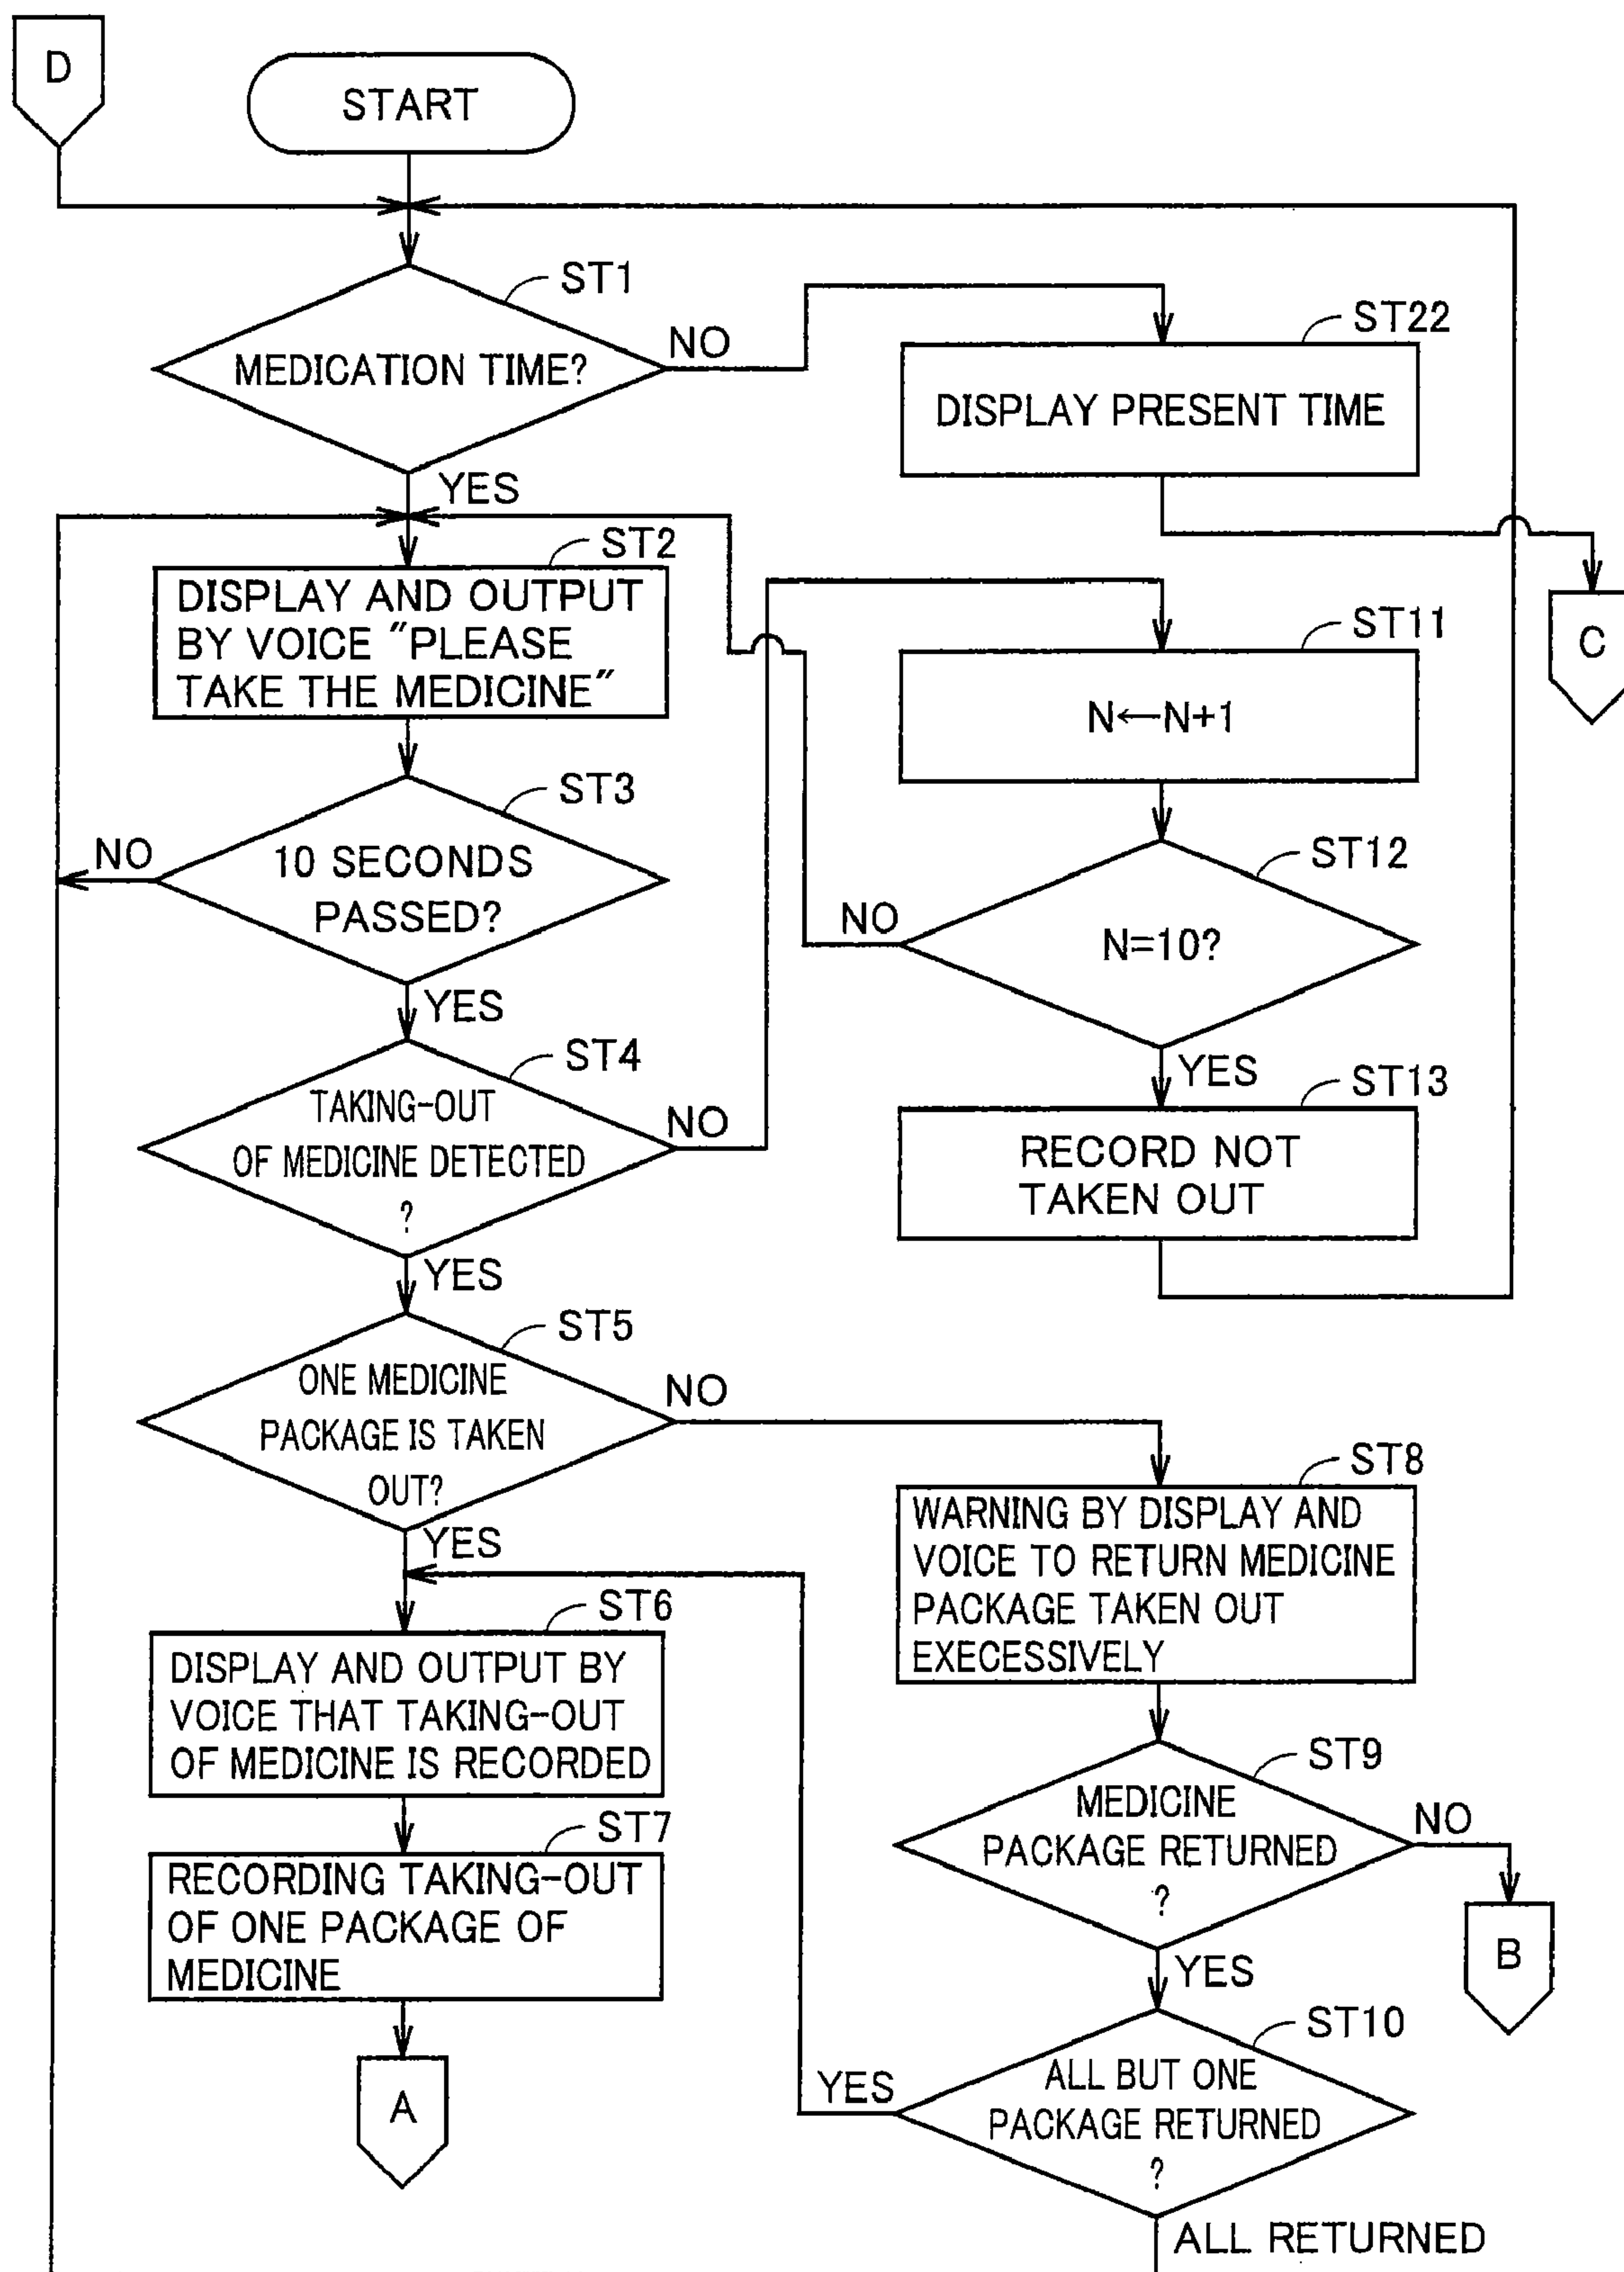 D
START
ST1
MEDICATION TIME?
NO
ST22
DISPLAY PRESENT TIME
YES
ST2
DISPLAY AND OUTPUT
BY VOICE "PLEASE
TAKE THE MEDICINE"
ST11
N←N+1
C
ST3
10 SECONDS
PASSED?
NO
YES
ST12
N=10?
NO
YES
ST4
TAKING-OUT
OF MEDICINE DETECTED
?
NO
YES
ST13
RECORD NOT
TAKEN OUT
ST5
ONE MEDICINE
PACKAGE IS TAKEN
OUT?
NO
YES
ST8
WARNING BY DISPLAY AND
VOICE TO RETURN MEDICINE
PACKAGE TAKEN OUT
EXECESSIVELY
ST6
DISPLAY AND OUTPUT BY
VOICE THAT TAKING-OUT
OF MEDICINE IS RECORDED
ST9
MEDICINE
PACKAGE RETURNED
?
NO
YES
B
ST7
RECORDING TAKING-OUT
OF ONE PACKAGE OF
MEDICINE
A
ST10
ALL BUT ONE
PACKAGE RETURNED
?
YES
ALL RETURNED